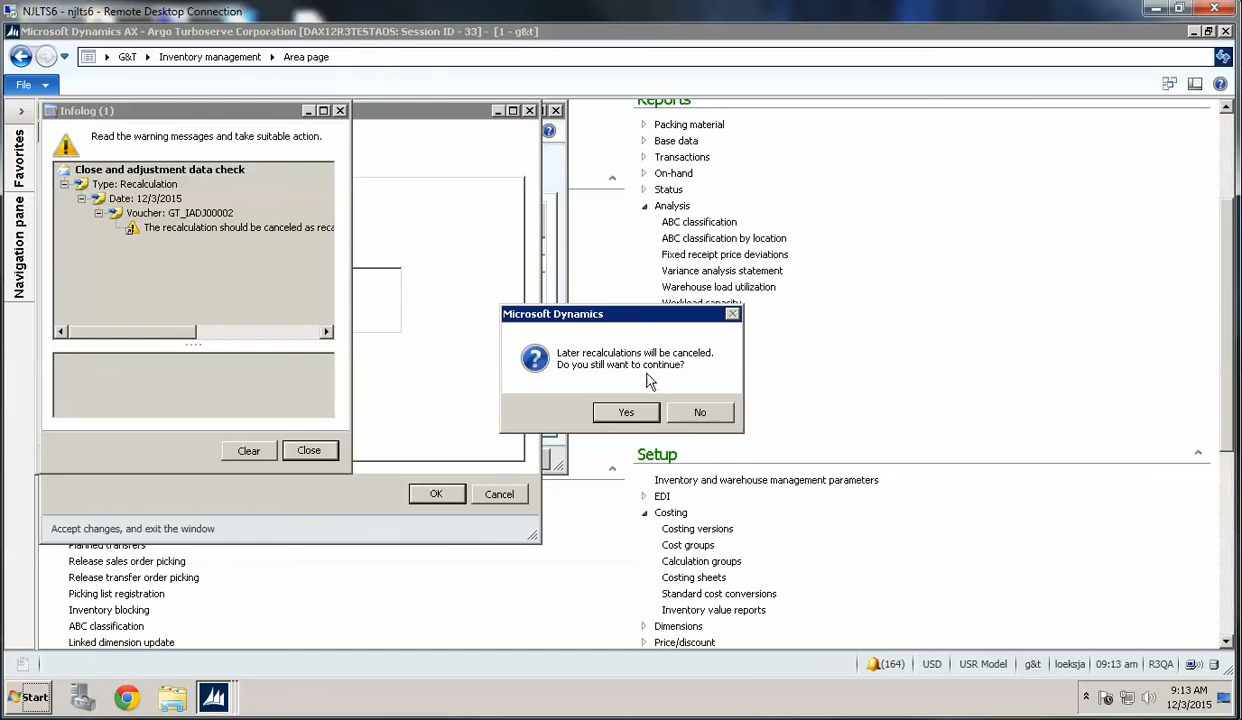 NJLTS6 - njlts6 - Remote Desktop Connection
Microsoft Dynamics AX - Argo Turboserve Corporation [DAX12R3TESTAOS: Session ID - 33] - [1 - g&t]
G&T Inventory management Area page
File
Favorites
Navigation pane
Infolog (1)
Read the warning messages and take suitable action.
Close and adjustment data check
Type: Recalculation
Date: 12/3/2015
Voucher: GT_IADJ00002
The recalculation should be canceled as reca
Clear
Close
OK
Cancel
Accept changes, and exit the window
Microsoft Dynamics
Later recalculations will be canceled.
Do you still want to continue?
Yes
No
Planned transfers
Release sales order picking
Release transfer order picking
Picking list registration
Inventory blocking
ABC classification
Linked dimension update
Reports
Packing material
Base data
Transactions
On-hand
Status
Analysis
ABC classification
ABC classification by location
Fixed receipt price deviations
Variance analysis statement
Warehouse load utilization
Workload capacity
Setup
Inventory and warehouse management parameters
EDI
Costing
Costing versions
Cost groups
Calculation groups
Costing sheets
Standard cost conversions
Inventory value reports
Dimensions
Price/discount
(164) USD USR Model g&t loeksja 09:13 am R3QA
Start
9:13 AM
12/3/2015